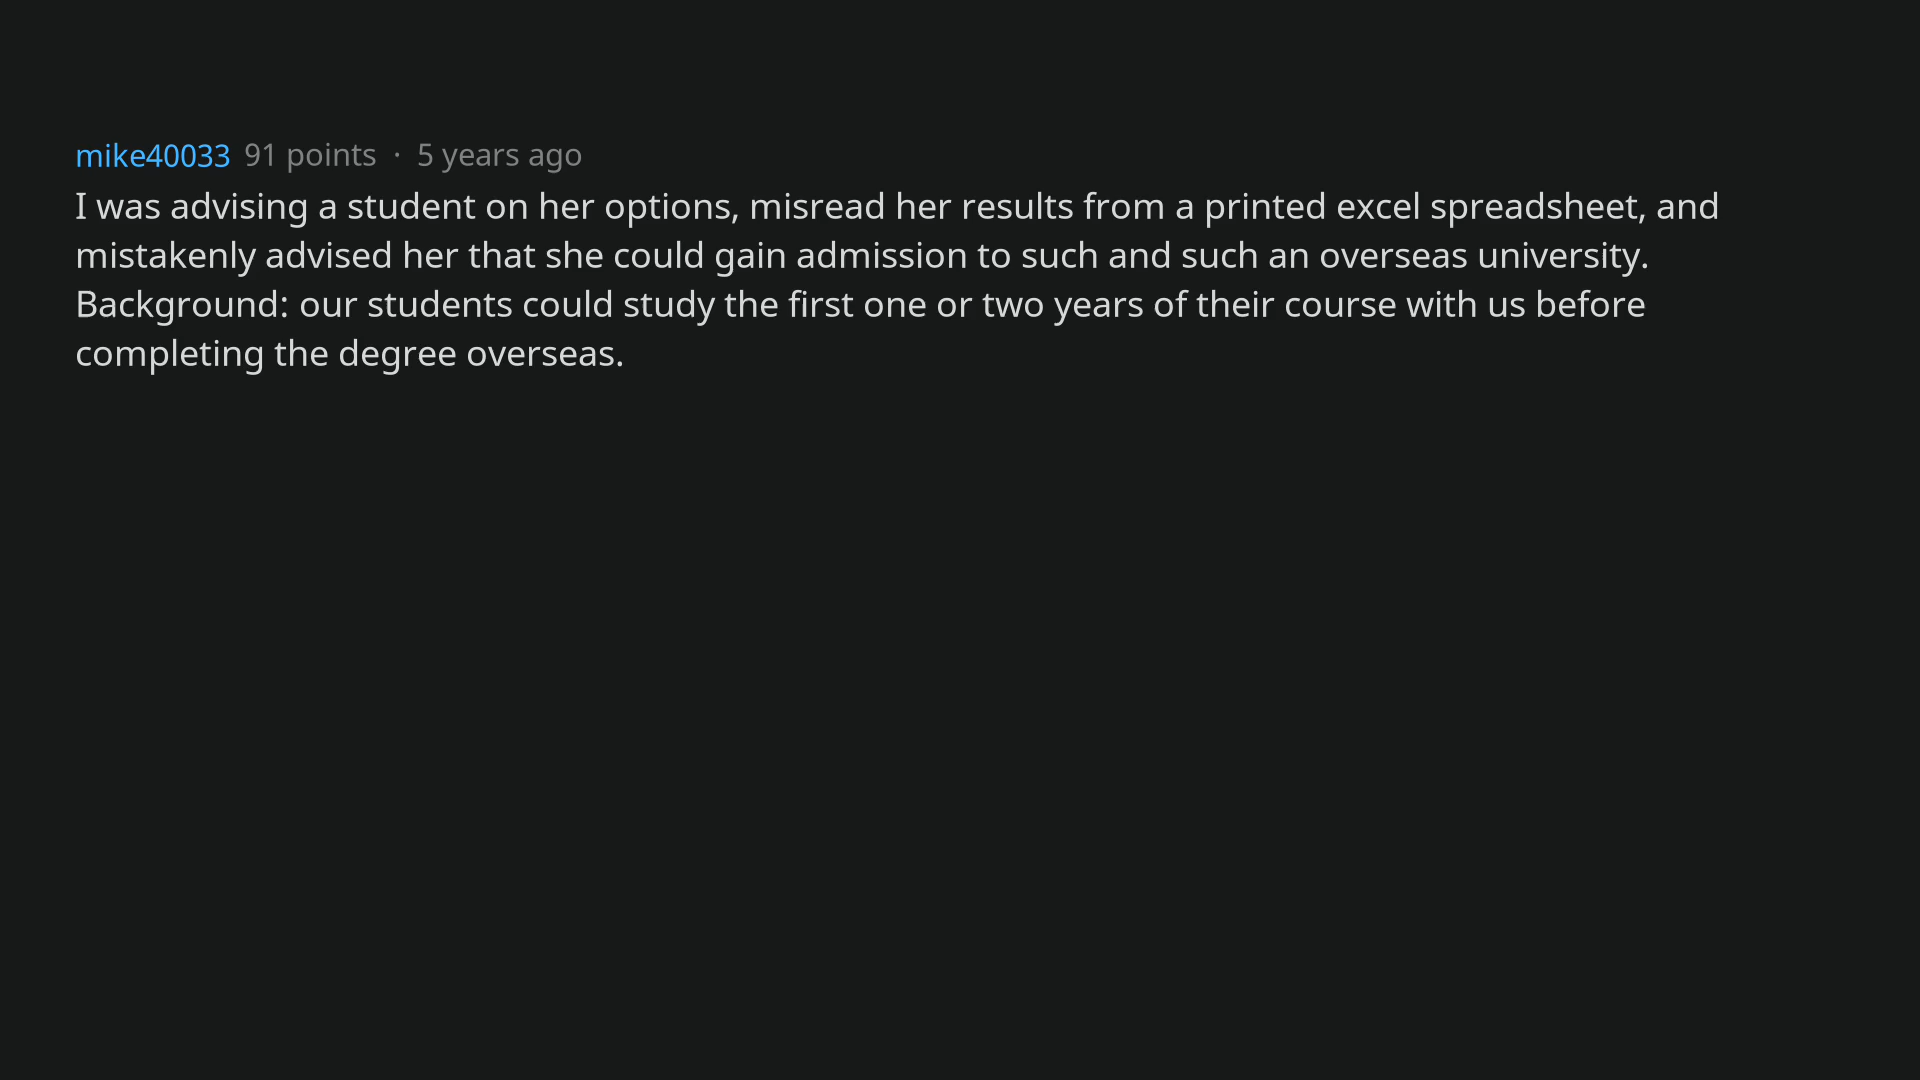 mike40033 91 points · 5 years ago
I was advising a student on her options, misread her results from a printed excel spreadsheet, and
mistakenly advised her that she could gain admission to such and such an overseas university.
Background: our students could study the first one or two years of their course with us before
completing the degree overseas.